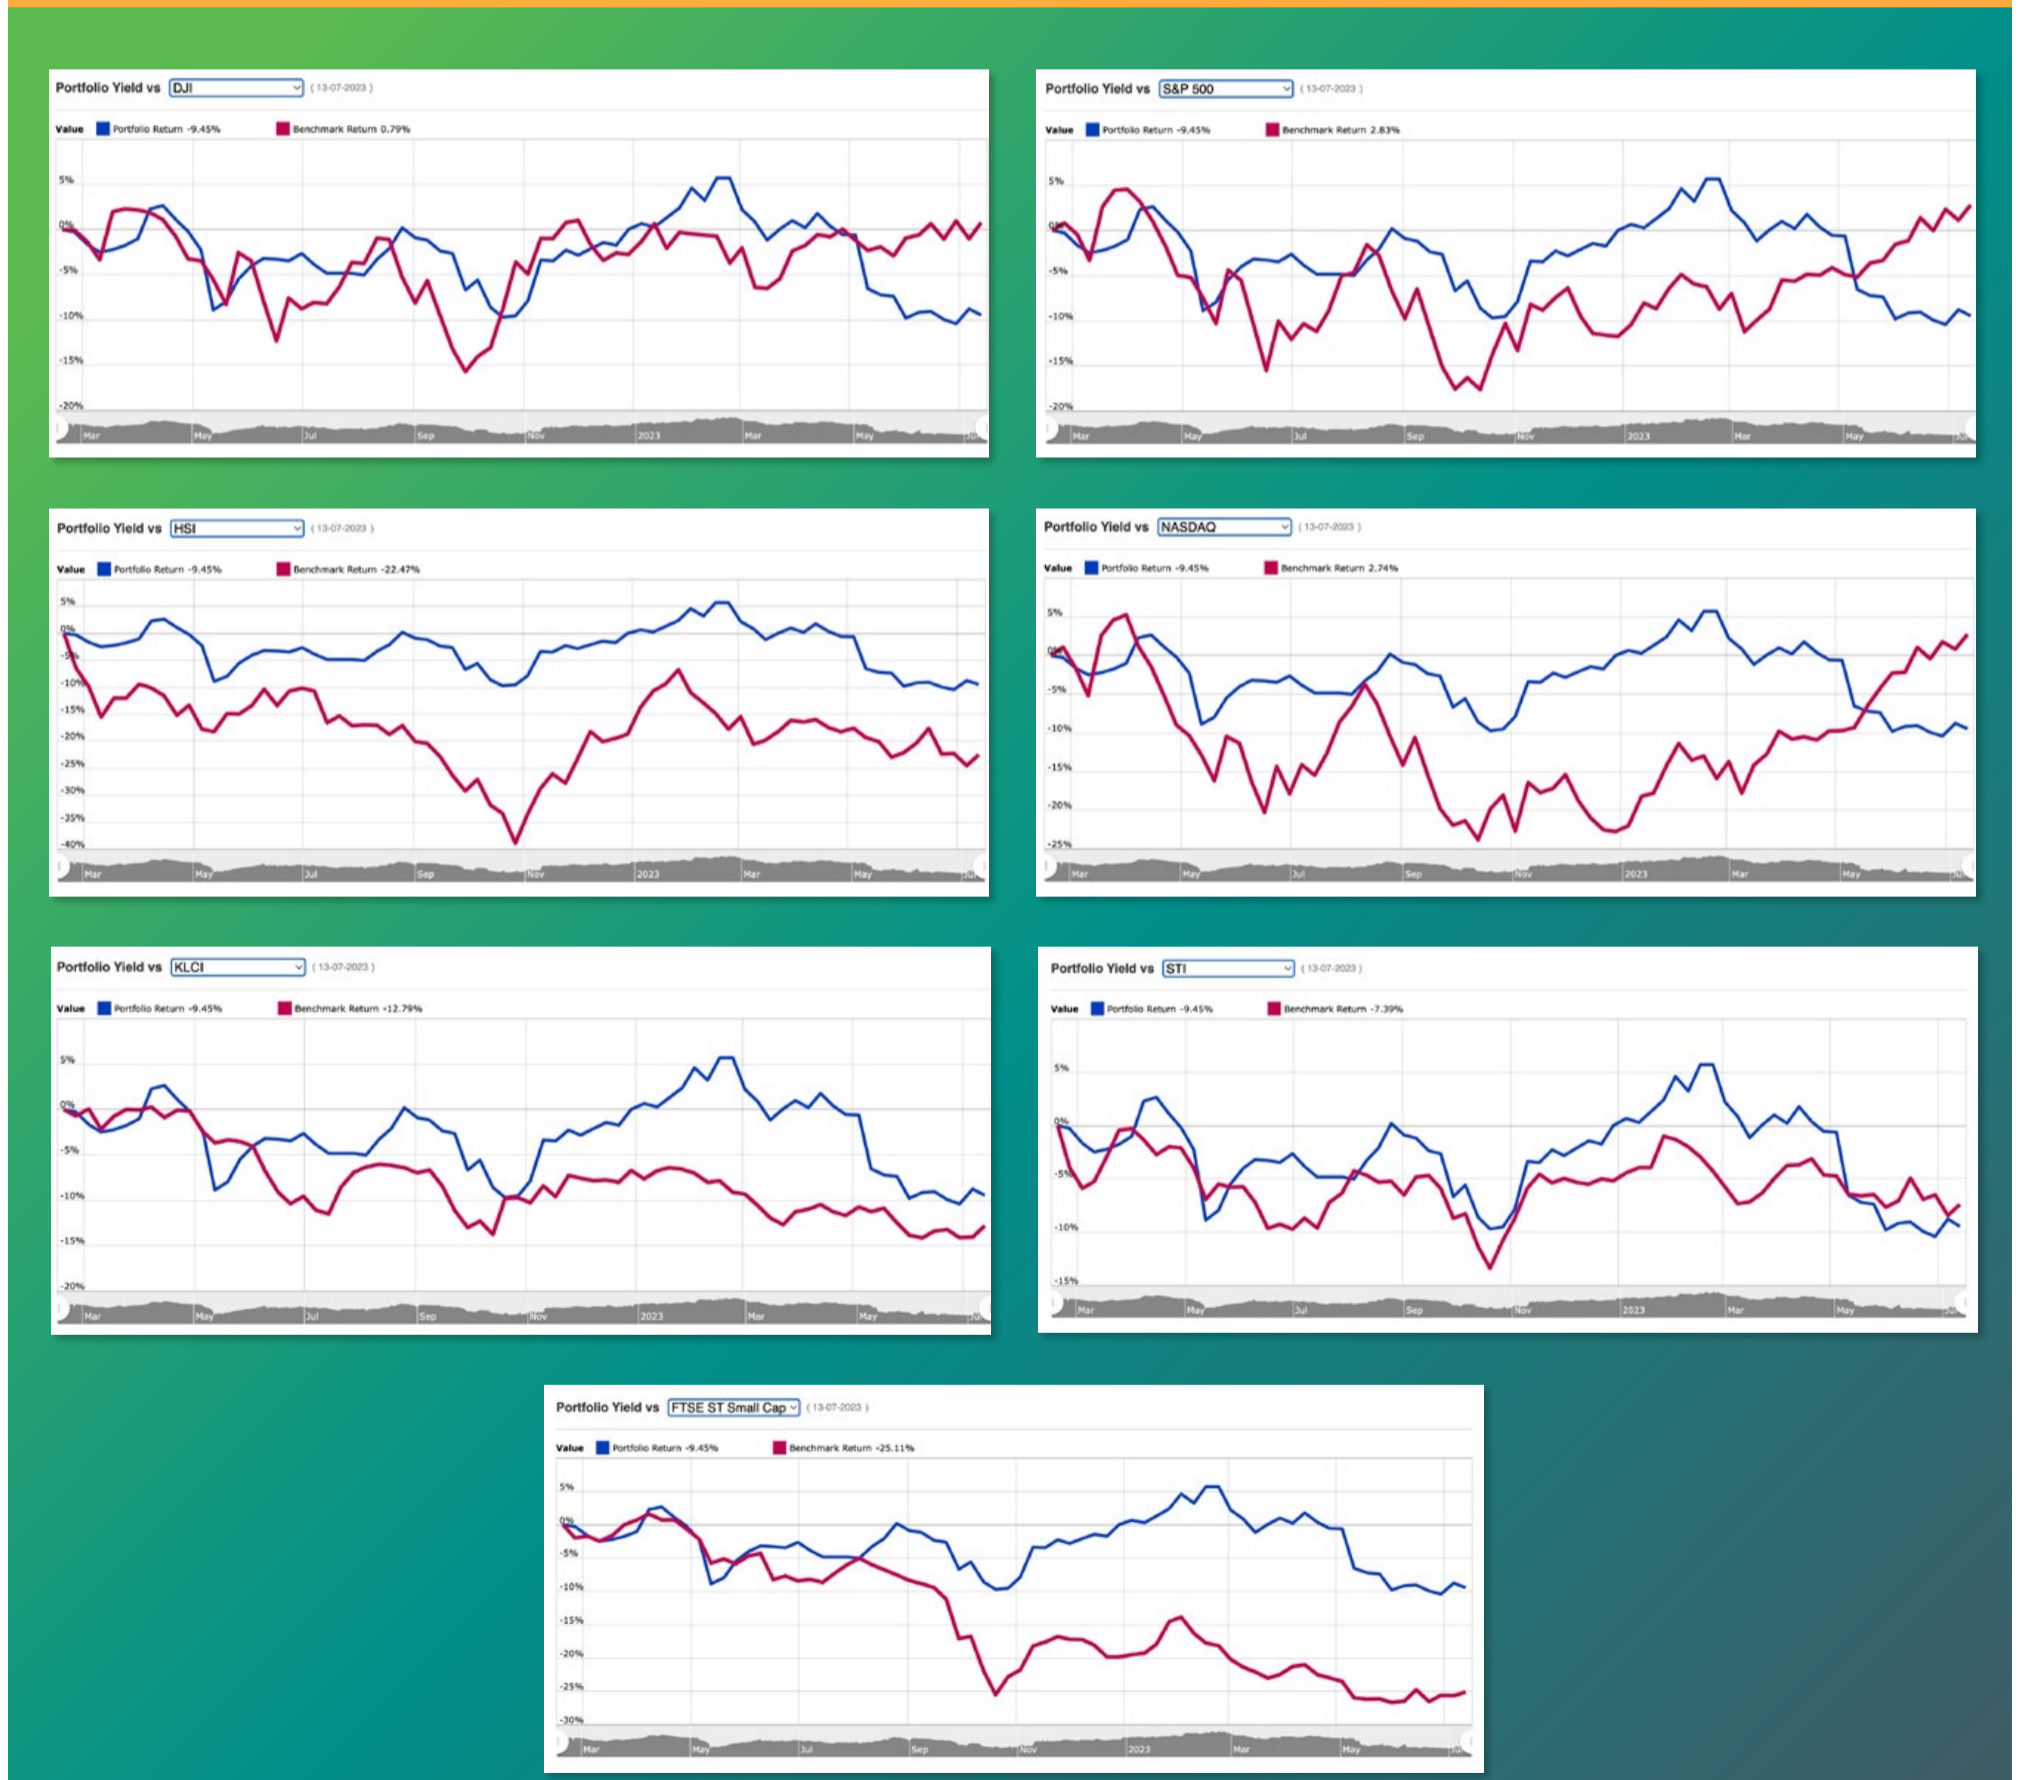 Portfolio Yield vs DJI ( 13-07-2023 )
Value Portfolio Return -9.45% Benchmark Return 0.79%
5%
0%
-5%
-10%
-15%
-20%
Mar May Jul Sep Nov 2023 Mar May
Portfolio Yield vs S&P 500 ( 13-07-2023 )
Value Portfolio Return -9.45% Benchmark Return 2.83%
5%
0%
-5%
-10%
-15%
-20%
Mar May Jul Sep Nov 2023 Mar May
Portfolio Yield vs HSI ( 13-07-2023 )
Value Portfolio Return -9.45% Benchmark Return -22.47%
5%
0%
-5%
-10%
-15%
-20%
-25%
-30%
-35%
-40%
Mar May Jul Sep Nov 2023 Mar May
Portfolio Yield vs NASDAQ ( 13-07-2023 )
Value Portfolio Return -9.45% Benchmark Return 2.74%
5%
0%
-5%
-10%
-15%
-20%
-25%
Mar May Jul Sep Nov 2023 Mar May
Portfolio Yield vs KLCI ( 13-07-2023 )
Value Portfolio Return -9.45% Benchmark Return -12.79%
5%
0%
-5%
-10%
-15%
-20%
Mar May Jul Sep Nov 2023 Mar May
Portfolio Yield vs STI ( 13-07-2023 )
Value Portfolio Return -9.45% Benchmark Return -7.39%
5%
0%
-5%
-10%
-15%
Mar May Jul Sep Nov 2023 Mar May
Portfolio Yield vs FTSE ST Small Cap ( 13-07-2023 )
Value Portfolio Return -9.45% Benchmark Return -25.11%
5%
0%
-5%
-10%
-15%
-20%
-25%
-30%
Mar May Jul Sep Nov 2023 Mar May